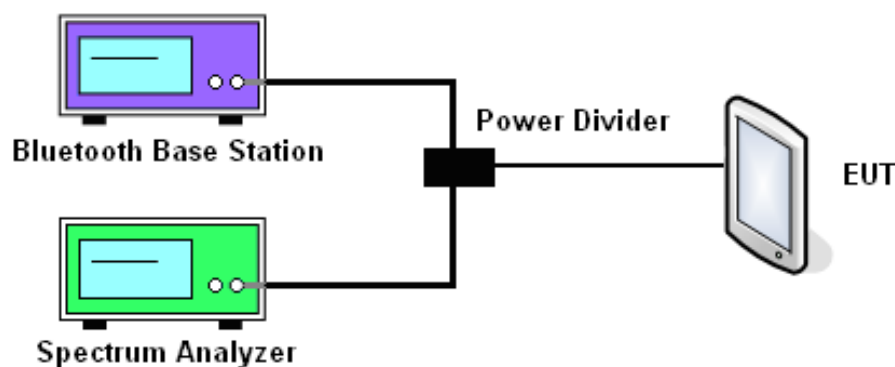 Bluetooth Base Station
Power Divider
EUT
Spectrum Analyzer